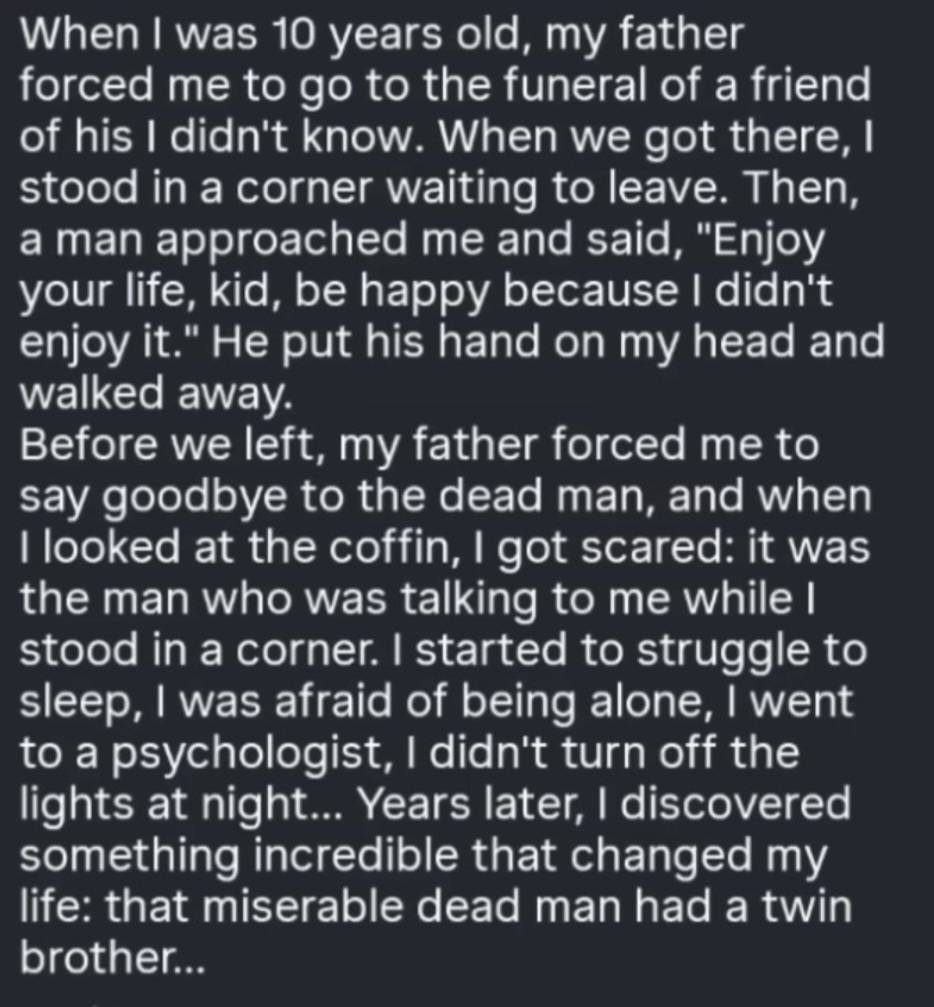 When I was 10 years old, my father
forced me to go to the funeral of a friend
of his I didn't know. When we got there, I
stood in a corner waiting to leave. Then,
a man approached me and said, "Enjoy
your life, kid, be happy because I didn't
enjoy it." He put his hand on my head and
walked away.
Before we left, my father forced me to
say goodbye to the dead man, and when
I looked at the coffin, I got scared: it was
the man who was talking to me while I
stood in a corner. I started to struggle to
sleep, I was afraid of being alone, I went
to a psychologist, I didn't turn off the
lights at night... Years later, I discovered
something incredible that changed my
life: that miserable dead man had a twin
brother...